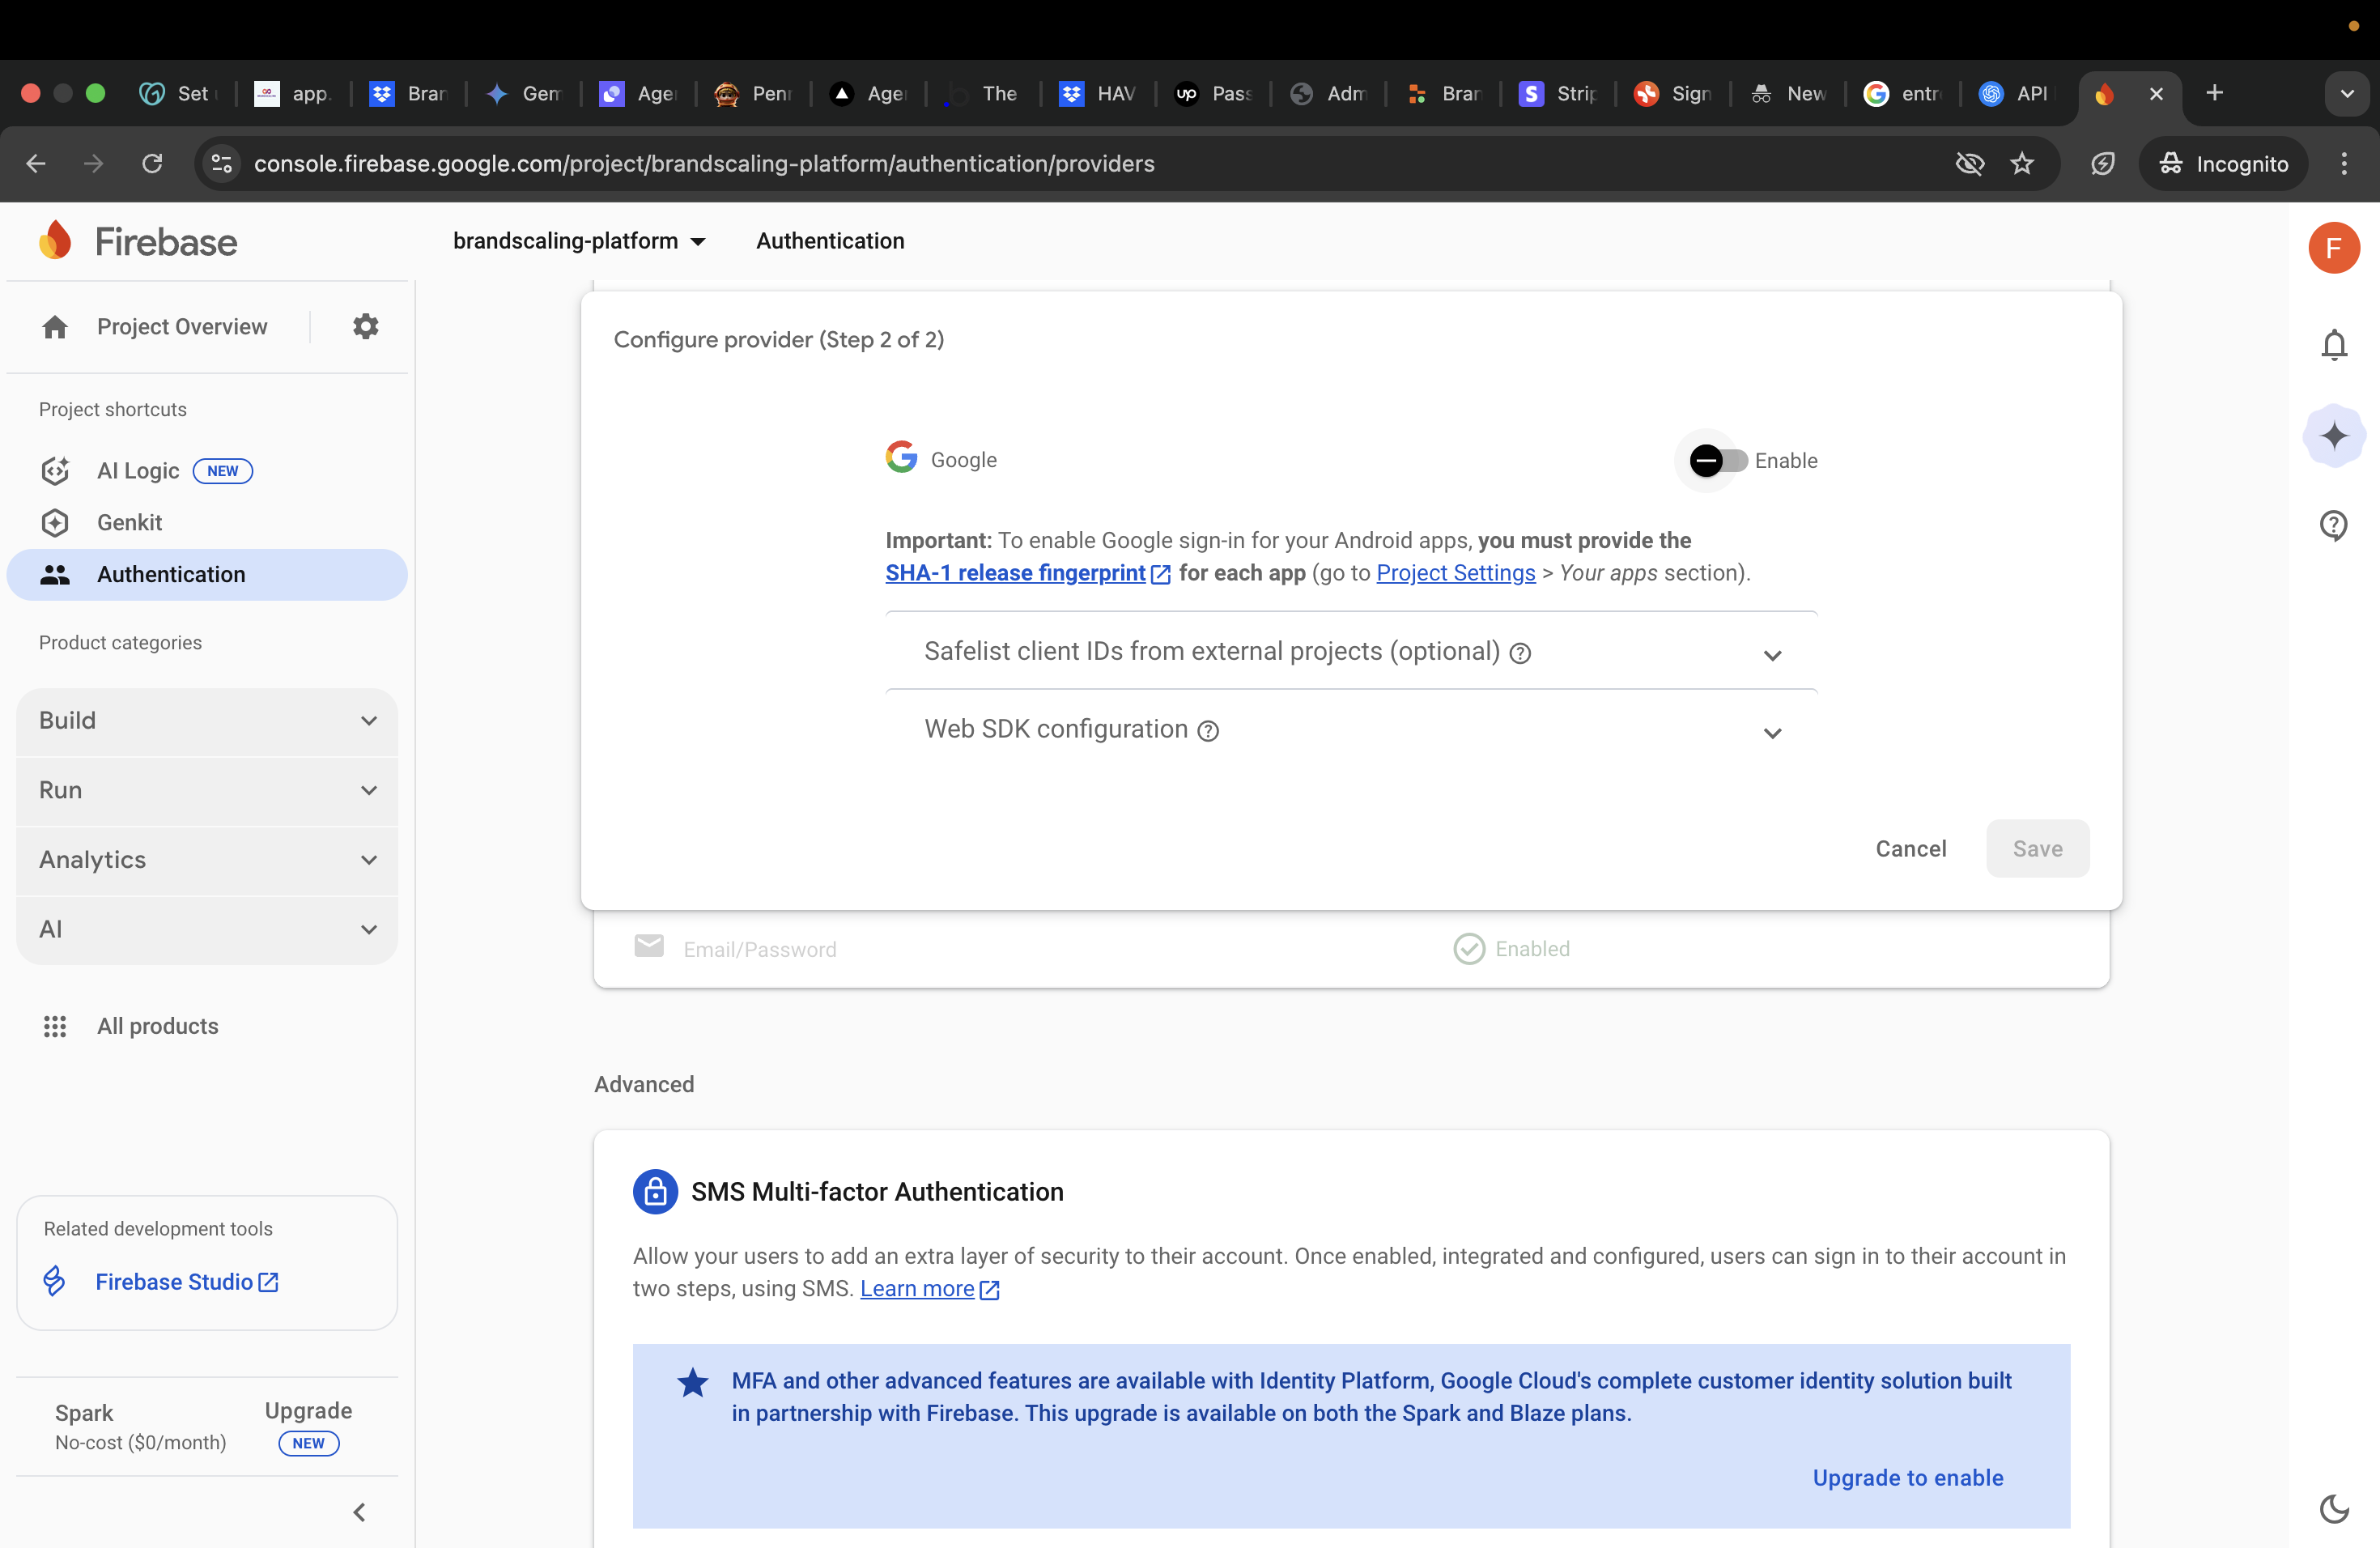 Set
app.
Bran
Gem
Age
Penn
Age
The
HAV
Pass
Adm
Bran
Strip
Sign
New
entr
API
console.firebase.google.com/project/brandscaling-platform/authentication/providers
Incognito
Firebase
brandscaling-platform
Authentication
F
Project Overview
Project shortcuts
AI Logic NEW
Genkit
Authentication
Product categories
Build
Run
Analytics
AI
All products
Related development tools
Firebase Studio
Spark
No-cost ($0/month)
Upgrade
NEW
Configure provider (Step 2 of 2)
Google
Enable
Important: To enable Google sign-in for your Android apps, you must provide the
SHA-1 release fingerprint for each app (go to Project Settings > Your apps section).
Safelist client IDs from external projects (optional)
Web SDK configuration
Cancel
Save
Email/Password
Enabled
Advanced
SMS Multi-factor Authentication
Allow your users to add an extra layer of security to their account. Once enabled, integrated and configured, users can sign in to their account in
two steps, using SMS. Learn more
MFA and other advanced features are available with Identity Platform, Google Cloud's complete customer identity solution built
in partnership with Firebase. This upgrade is available on both the Spark and Blaze plans.
Upgrade to enable